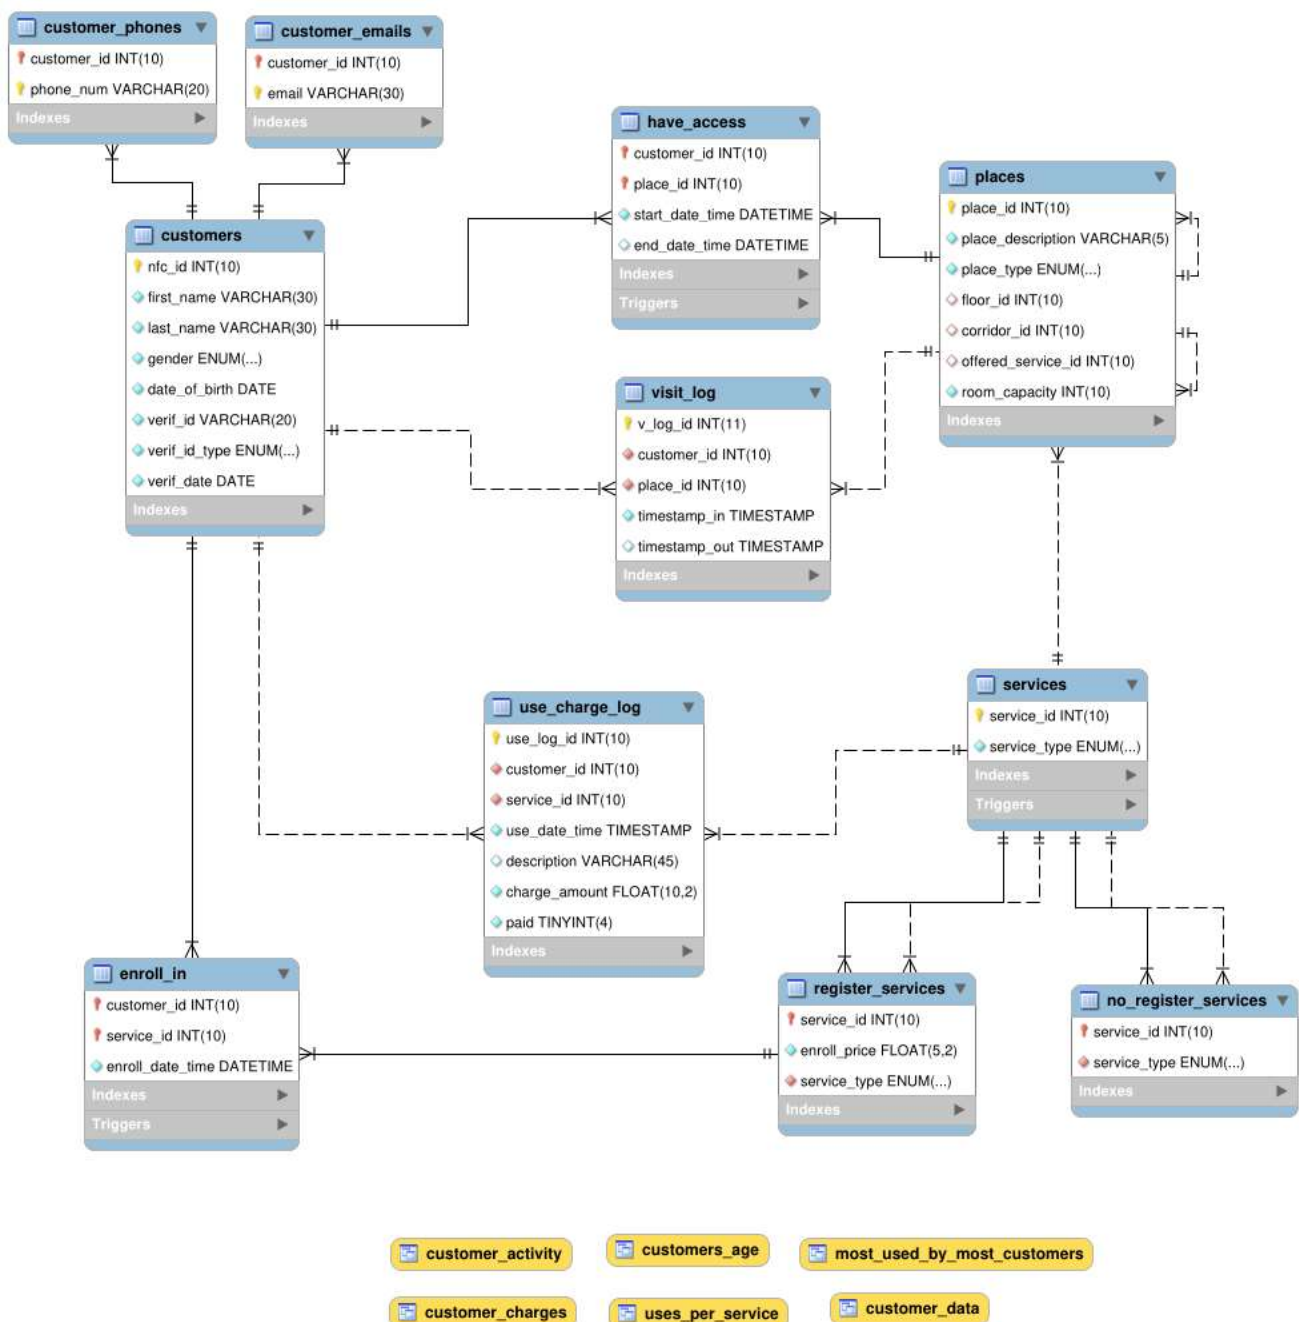 customer_phones
customer_id INT(10)
phone_num VARCHAR(20)
Indexes
customer_emails
customer_id INT(10)
email VARCHAR(30)
Indexes
have_access
customer_id INT(10)
place_id INT(10)
start_date_time DATETIME
end_date_time DATETIME
Indexes
Triggers
places
place_id INT(10)
place_description VARCHAR(5)
place_type ENUM(...)
floor_id INT(10)
corridor_id INT(10)
offered_service_id INT(10)
room_capacity INT(10)
Indexes
customers
nfc_id INT(10)
first_name VARCHAR(30)
last_name VARCHAR(30)
gender ENUM(...)
date_of_birth DATE
verif_id VARCHAR(20)
verif_id_type ENUM(...)
verif_date DATE
Indexes
visit_log
v_log_id INT(11)
customer_id INT(10)
place_id INT(10)
timestamp_in TIMESTAMP
timestamp_out TIMESTAMP
Indexes
services
service_id INT(10)
service_type ENUM(...)
Indexes
Triggers
use_charge_log
use_log_id INT(10)
customer_id INT(10)
service_id INT(10)
use_date_time TIMESTAMP
description VARCHAR(45)
charge_amount FLOAT(10,2)
paid TINYINT(4)
Indexes
enroll_in
customer_id INT(10)
service_id INT(10)
enroll_date_time DATETIME
Indexes
Triggers
register_services
service_id INT(10)
enroll_price FLOAT(5,2)
service_type ENUM(...)
Indexes
no_register_services
service_id INT(10)
service_type ENUM(...)
Indexes
customer_activity
customers_age
most_used_by_most_customers
customer_charges
uses_per_service
customer_data